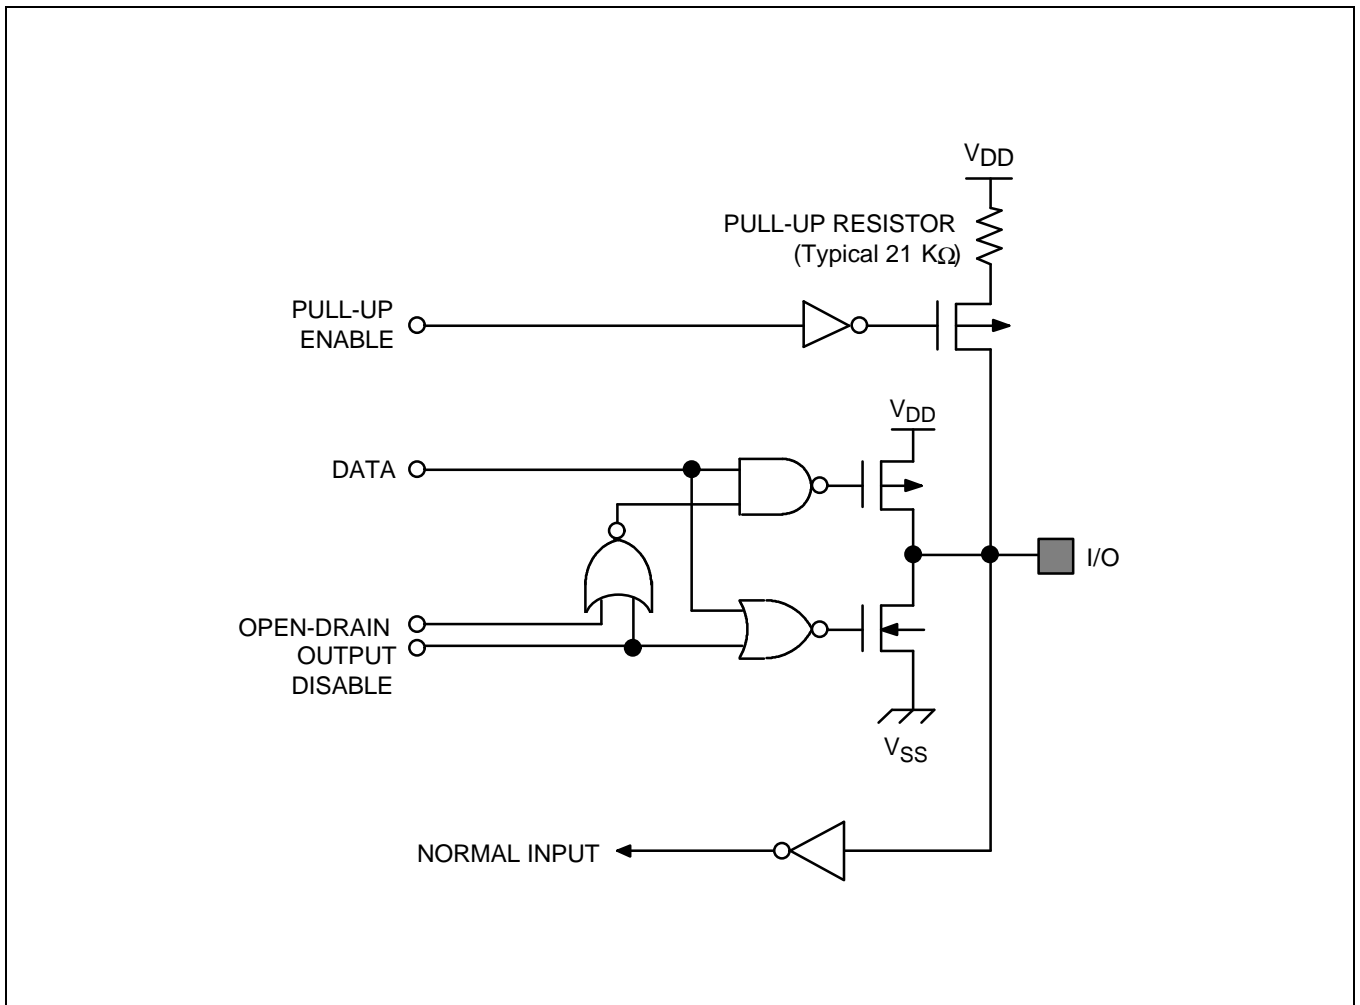 VDD
PULL-UP RESISTOR
(Typical 21 KΩ)
PULL-UP
ENABLE
VDD
DATA
I/O
OPEN-DRAIN
OUTPUT
DISABLE
VSS
NORMAL INPUT